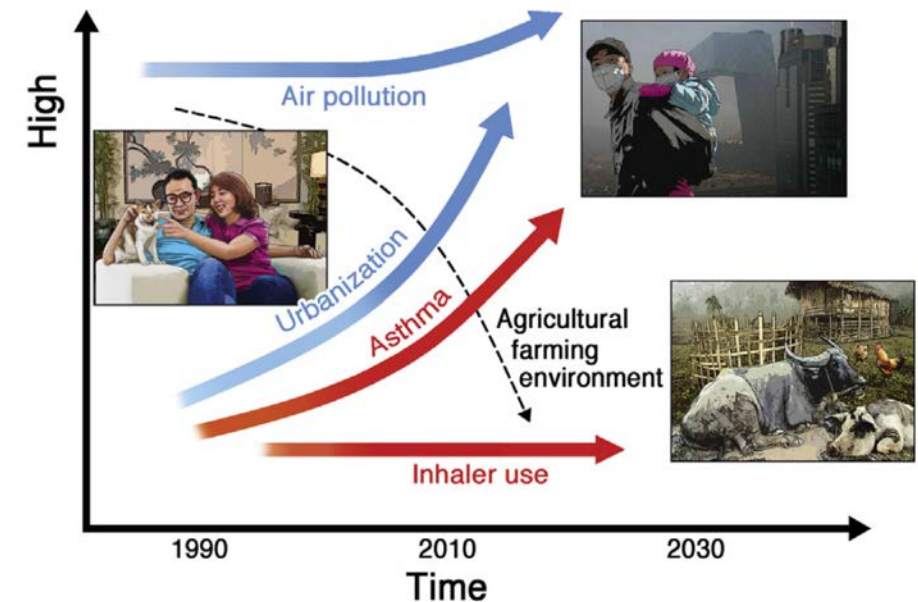 High
Air pollution
Urbanization
Asthma
Agricultural
farming
environment
Inhaler use
1990
2010
2030
Time